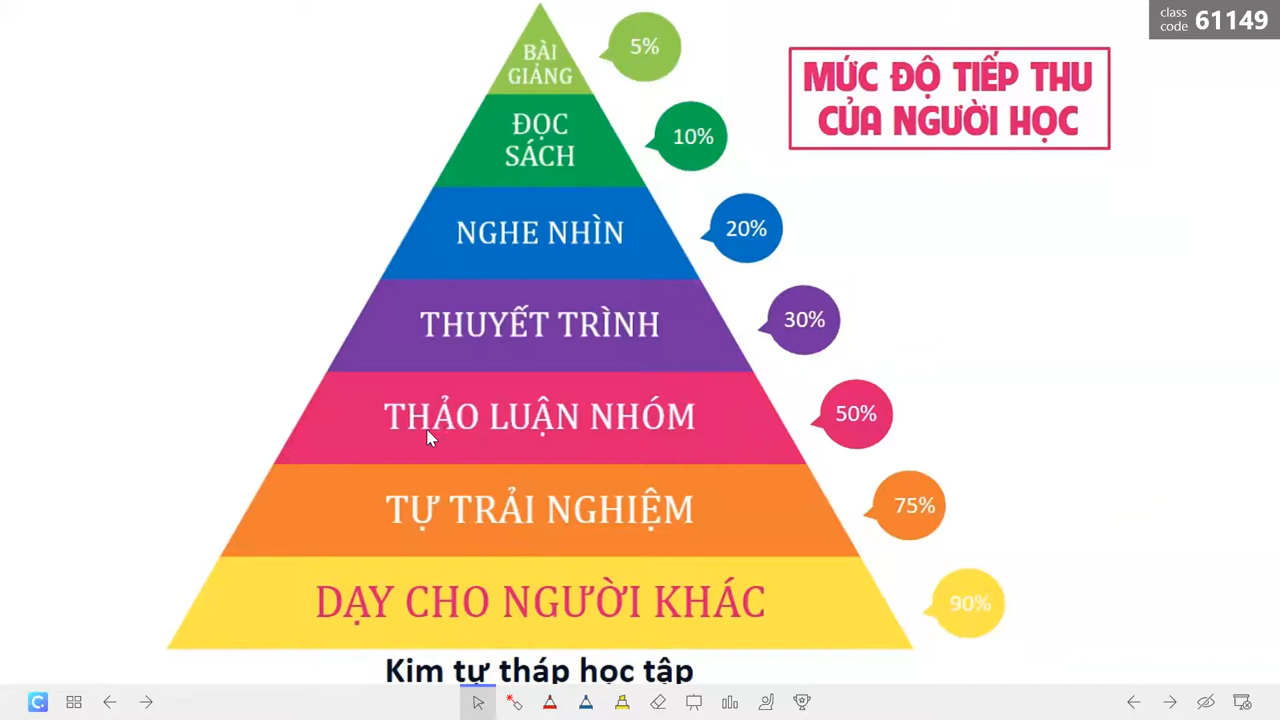 class
code 61149
MỨC ĐỘ TIẾP THU
CỦA NGƯỜI HỌC
BÀI
GIẢNG
5%
ĐỌC
SÁCH
10%
NGHE NHÌN
20%
THUYẾT TRÌNH
30%
THẢO LUẬN NHÓM
50%
TỰ TRẢI NGHIỆM
75%
DẠY CHO NGƯỜI KHÁC
90%
Kim tự tháp học tập